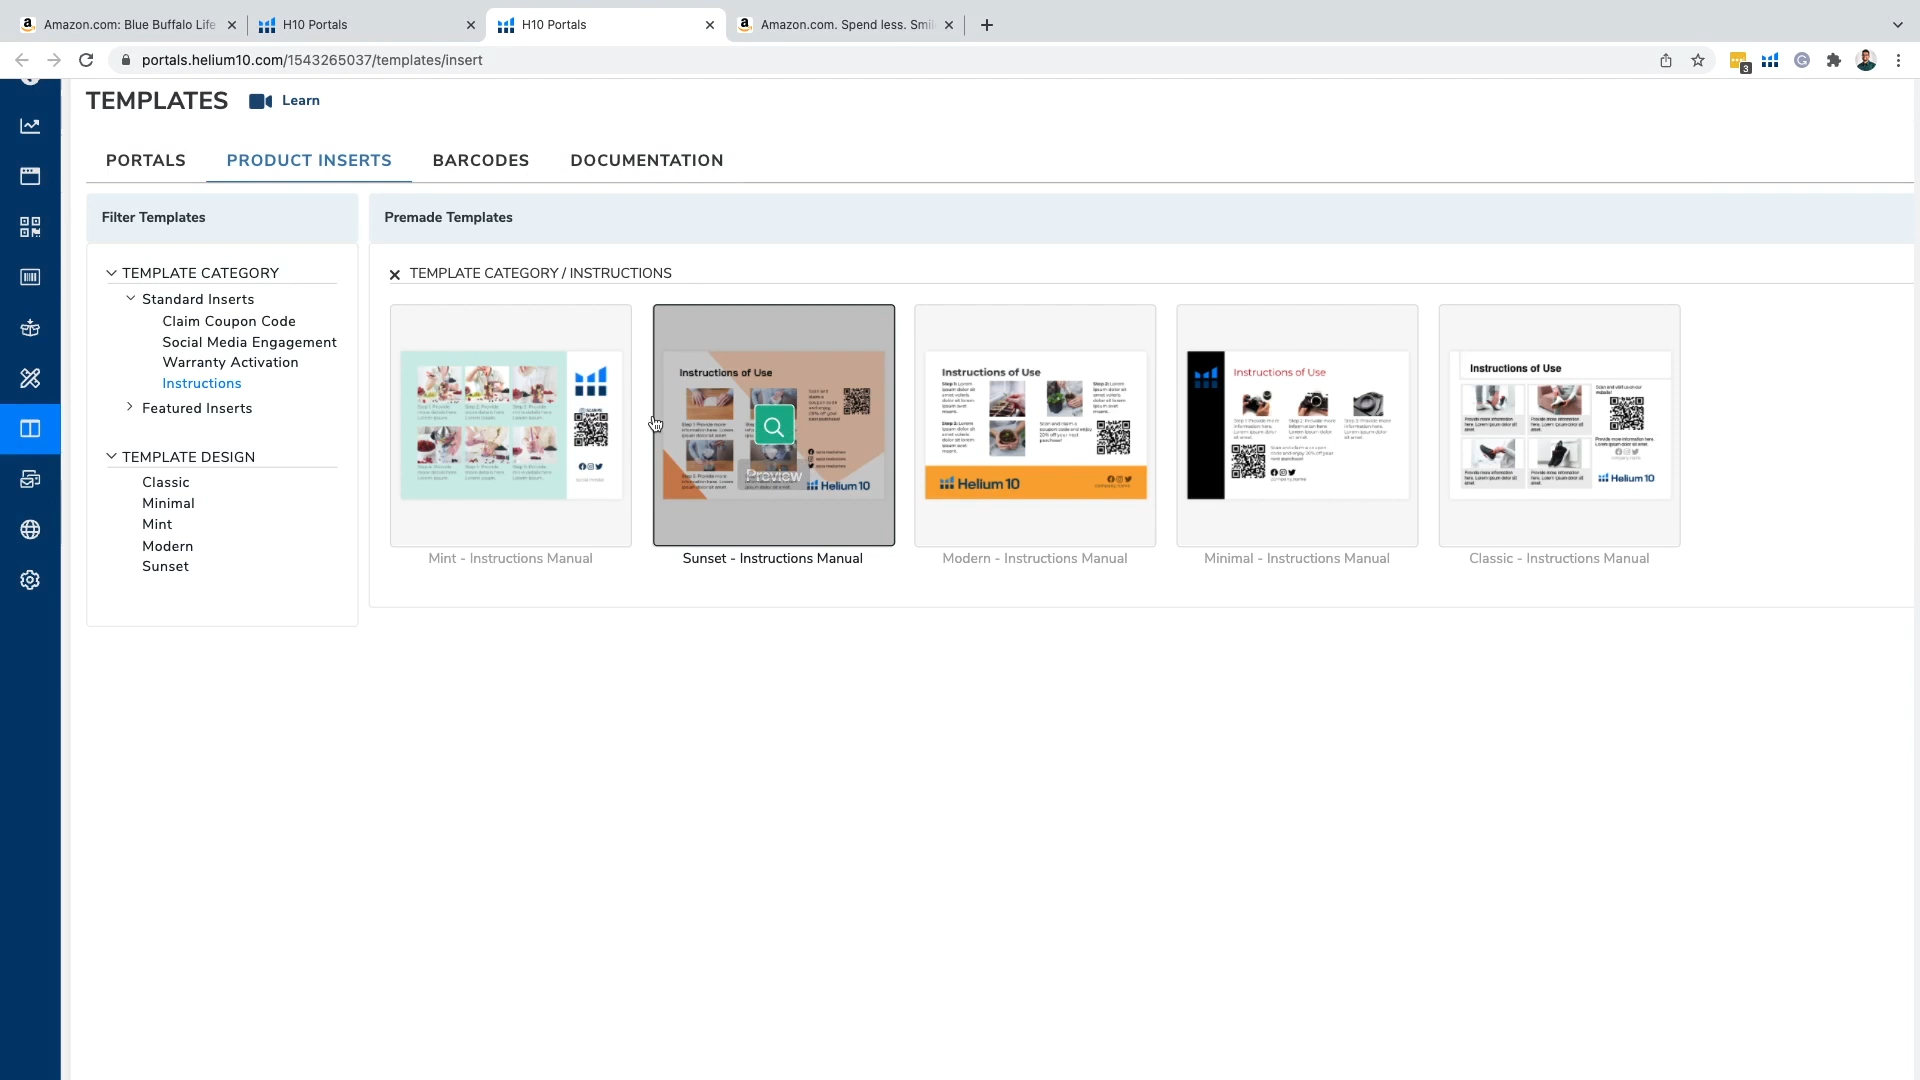 Amazon.com: Blue Buffalo Life
H10 Portals
H10 Portals
Amazon.com. Spend less. Smil
portals.helium10.com/1543265037/templates/insert
3
TEMPLATES
Learn
PORTALS
PRODUCT INSERTS
BARCODES
DOCUMENTATION
Filter Templates
Premade Templates
TEMPLATE CATEGORY
Standard Inserts
Claim Coupon Code
Social Media Engagement
Warranty Activation
Instructions
Featured Inserts
TEMPLATE DESIGN
Classic
Minimal
Mint
Modern
Sunset
TEMPLATE CATEGORY / INSTRUCTIONS
Mint - Instructions Manual
Instructions of Use
Preview
Helium 10
Sunset - Instructions Manual
Instructions of Use
Helium 10
Modern - Instructions Manual
Instructions of Use
Minimal - Instructions Manual
Instructions of Use
Helium 10
Classic - Instructions Manual